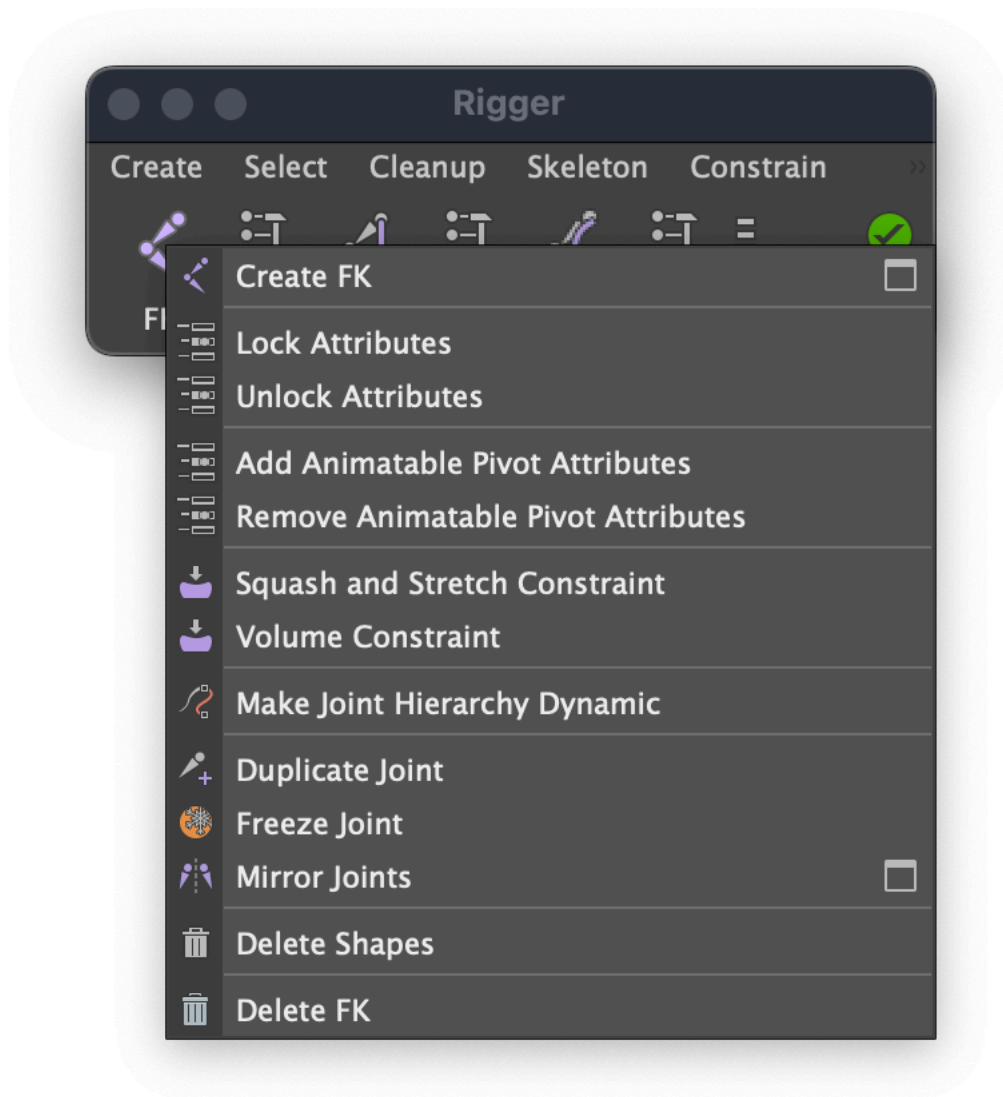 Rigger
Create Select Cleanup Skeleton Constrain »
Create FK
Lock Attributes
Unlock Attributes
Add Animatable Pivot Attributes
Remove Animatable Pivot Attributes
Squash and Stretch Constraint
Volume Constraint
Make Joint Hierarchy Dynamic
Duplicate Joint
Freeze Joint
Mirror Joints
Delete Shapes
Delete FK